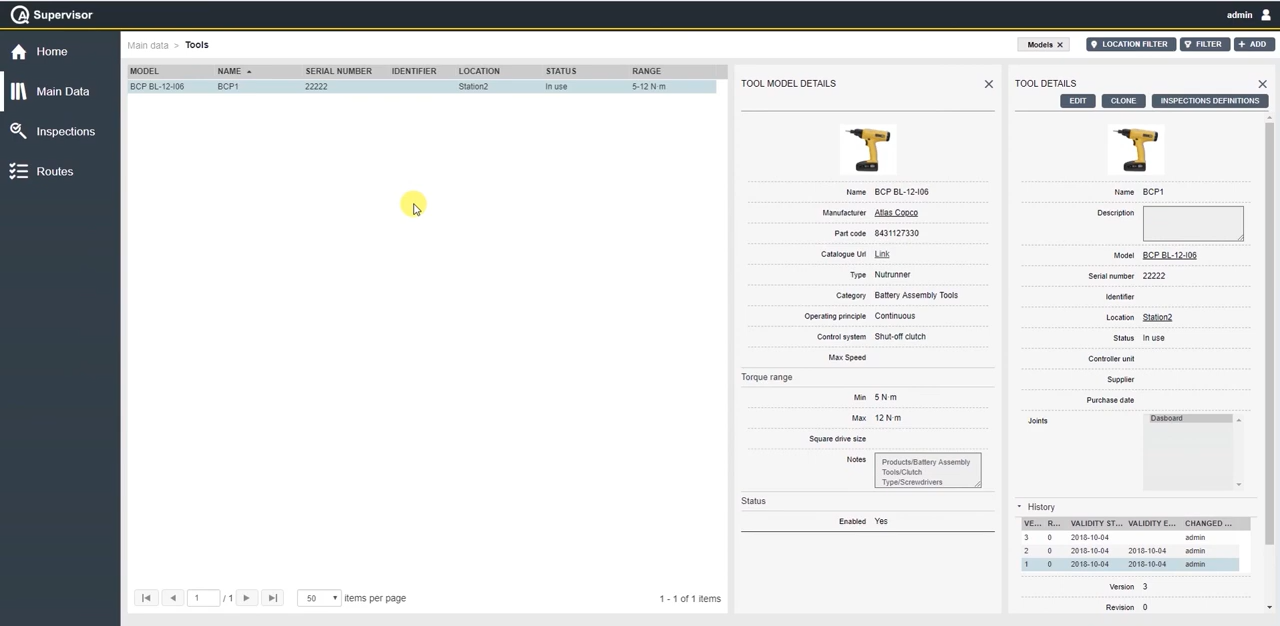 QA Supervisor
admin
Home
Main Data
Inspections
Routes
Main data > Tools
Models ×
LOCATION FILTER
FILTER
+ ADD
MODEL NAME SERIAL NUMBER IDENTIFIER LOCATION STATUS RANGE
BCP BL-12-I06 BCP1 22222 Station2 In use 5-12 N·m
1 / 1 50 items per page
1 - 1 of 1 items
TOOL MODEL DETAILS
Name BCP BL-12-I06
Manufacturer Atlas Copco
Part code 8431127330
Catalogue Url Link
Type Nutrunner
Category Battery Assembly Tools
Operating principle Continuous
Control system Shut-off clutch
Max Speed
Torque range
Min 5 N·m
Max 12 N·m
Square drive size
Notes Products/Battery Assembly
Tools/Clutch
Type/Screwdrivers
Status
Enabled Yes
TOOL DETAILS
EDIT
CLONE
INSPECTIONS DEFINITIONS
Name BCP1
Description
Model BCP BL-12-I06
Serial number 22222
Identifier
Location Station2
Status In use
Controller unit
Supplier
Purchase date
Joints Dasboard
History
VE... R... VALIDITY ST... VALIDITY E... CHANGED ...
3 0 2018-10-04 admin
2 0 2018-10-04 2018-10-04 admin
1 0 2018-10-04 2018-10-04 admin
Version 3
Revision 0